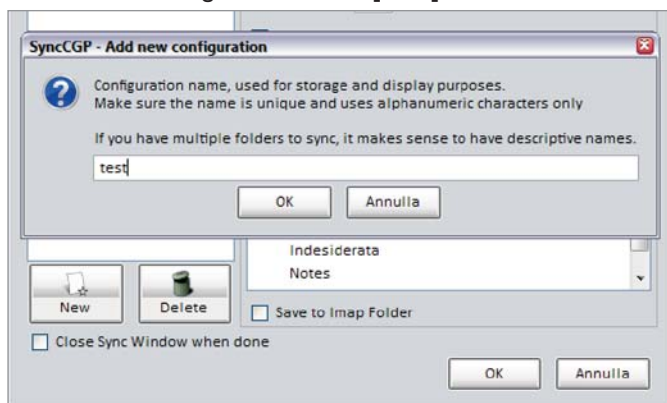 SyncCGP - Add new configuration
Configuration name, used for storage and display purposes.
Make sure the name is unique and uses alphanumeric characters only
If you have multiple folders to sync, it makes sense to have descriptive names.
test
OK Annulla
Indesiderata
Notes
New Delete
Save to Imap Folder
Close Sync Window when done
OK Annulla